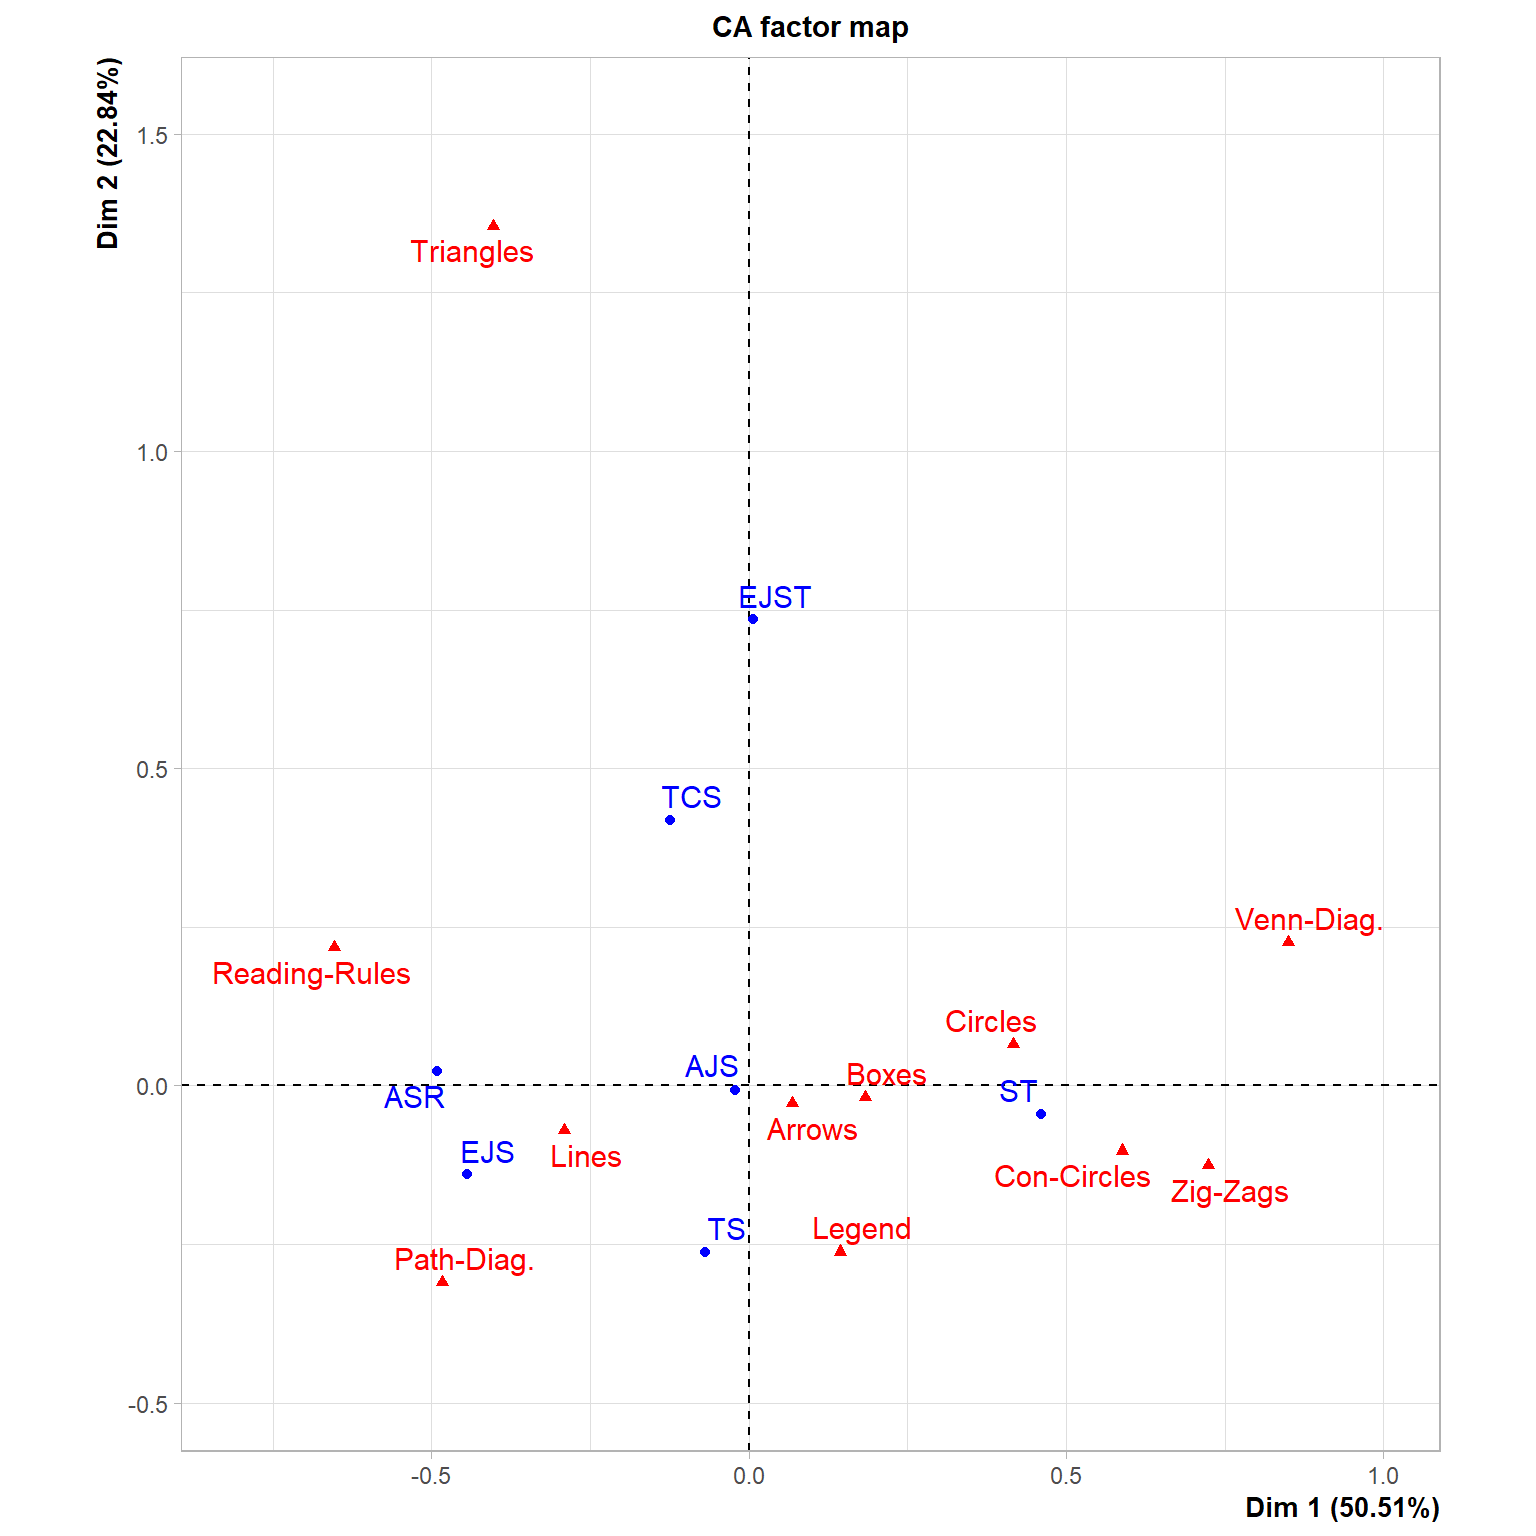 CA factor map
Dim 2 (22.84%)
1.5
Triangles
1.0
EJST
0.5
TCS
Venn-Diag.
Reading-Rules
Circles
AJS
Boxes
0.0
ST
ASR
Arrows
EJS
Lines
Con-Circles
Zig-Zags
TS
Legend
Path-Diag.
-0.5
-0.5 0.0 0.5 1.0
Dim 1 (50.51%)